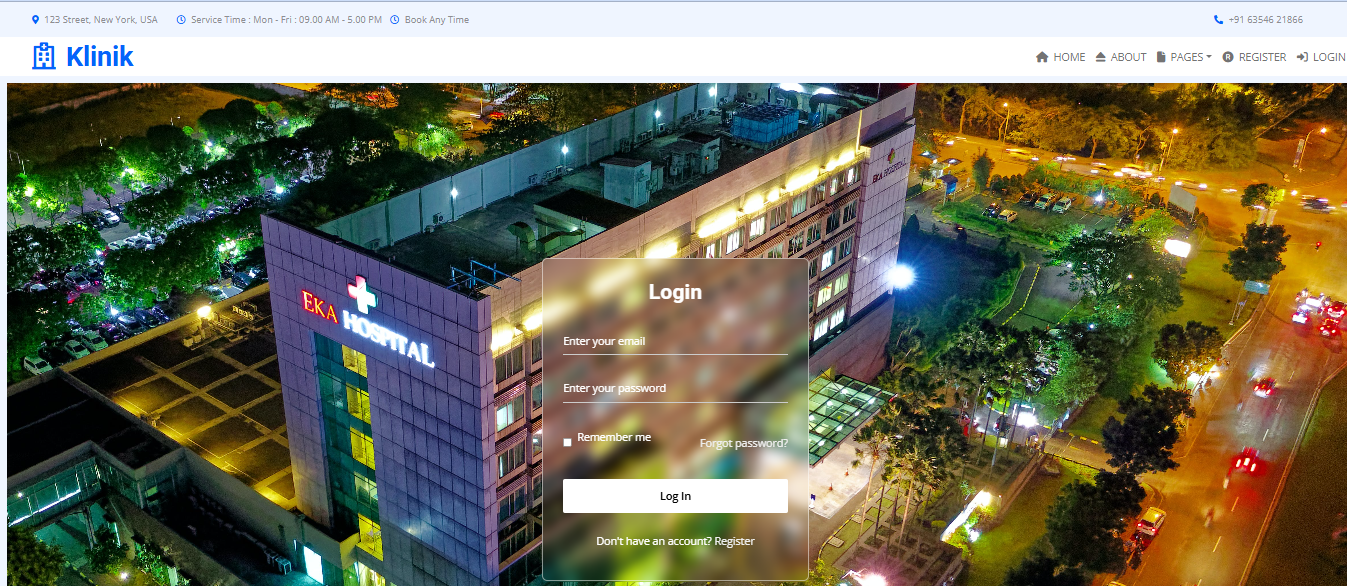 123 Street, New York, USA Service Time : Mon - Fri : 09.00 AM - 5.00 PM Book Any Time +91 63546 21866
Klinik HOME ABOUT PAGES REGISTER LOGIN
EKA HOSPITAL
EKA HOSPITAL
Login
Enter your email
Enter your password
Remember me Forgot password?
Log In
Don't have an account? Register